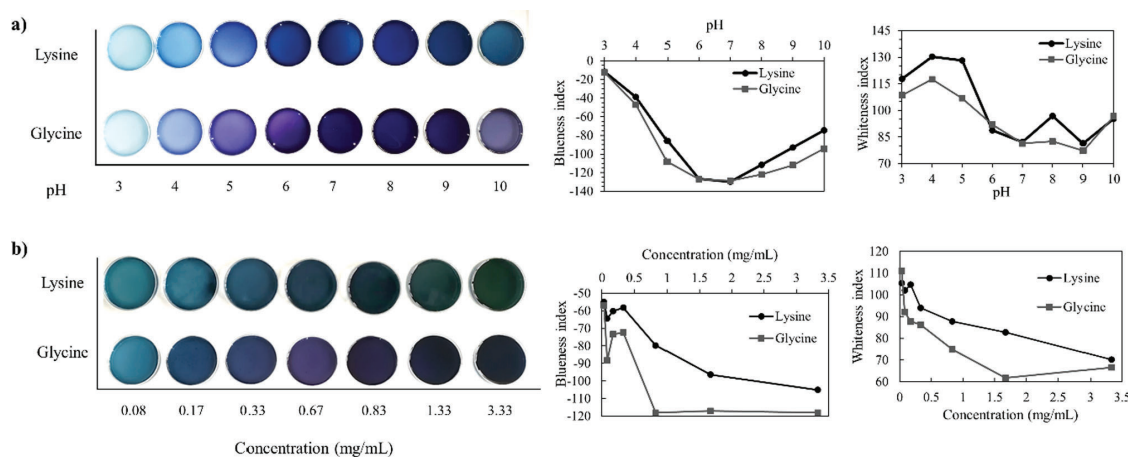 a)
Lysine
Glycine
pH 3 4 5 6 7 8 9 10
pH
3 4 5 6 7 8 9 10
0
-20
-40
-60
-80
-100
-120
-140
Blueness index
Lysine
Glycine
145
130
115
100
85
70
Whiteness index
Lysine
Glycine
3 4 5 6 7 8 9 10
pH
b)
Lysine
Glycine
0.08 0.17 0.33 0.67 0.83 1.33 3.33
Concentration (mg/mL)
Concentration (mg/mL)
0 0.5 1 1.5 2 2.5 3 3.5
-50
-60
-70
-80
-90
-100
-110
-120
Blueness index
Lysine
Glycine
120
110
100
90
80
70
60
Whiteness index
Lysine
Glycine
0 0.5 1 1.5 2 2.5 3 3.5
Concentration (mg/mL)